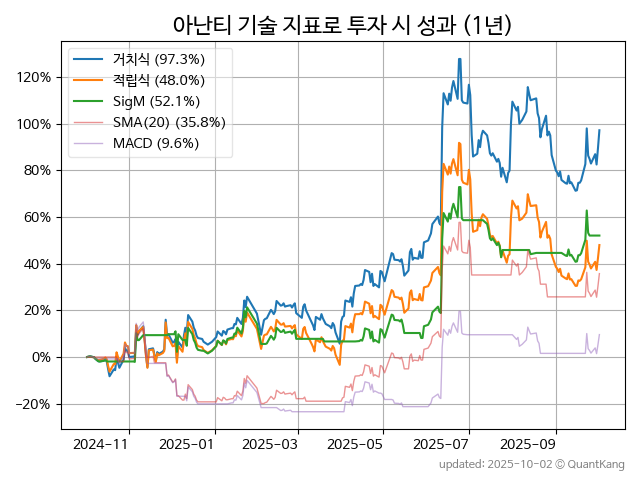 아난티 기술 지표로 투자 시 성과 (1년)
거치식 (97.3%)
적립식 (48.0%)
SigM (52.1%)
SMA(20) (35.8%)
MACD (9.6%)
120%
100%
80%
60%
40%
20%
0%
−20%
2024-11
2025-01
2025-03
2025-05
2025-07
2025-09
updated: 2025-10-02 © QuantKang